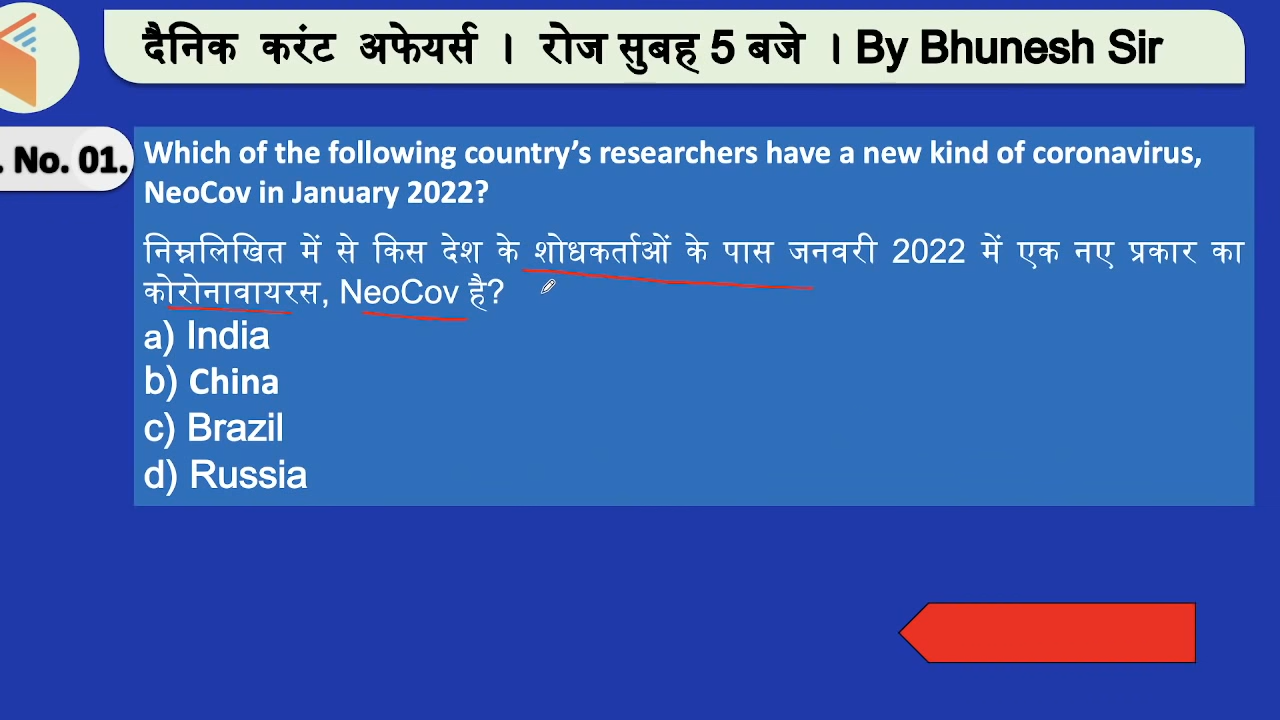 दैनिक करंट अफेयर्स । रोज सुबह 5 बजे । By Bhunesh Sir
. No. 01.
Which of the following country’s researchers have a new kind of coronavirus,
NeoCov in January 2022?
निम्नलिखित में से किस देश के शोधकर्ताओं के पास जनवरी 2022 में एक नए प्रकार का
कोरोनावायरस, NeoCov है?
a) India
b) China
c) Brazil
d) Russia